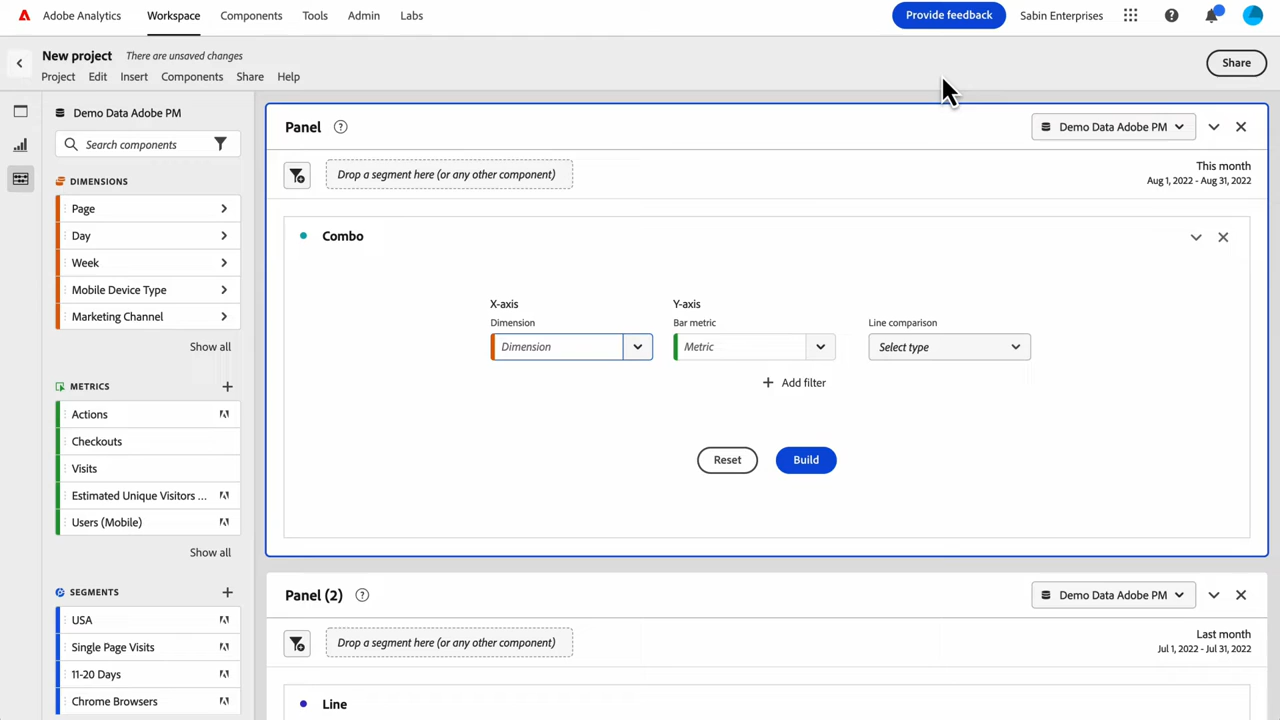 Adobe Analytics Workspace Components Tools Admin Labs Provide feedback Sabin Enterprises
New project There are unsaved changes
Project Edit Insert Components Share Help Share
Demo Data Adobe PM
Search components
DIMENSIONS
Page
Day
Week
Mobile Device Type
Marketing Channel
Show all
METRICS
Actions
Checkouts
Visits
Estimated Unique Visitors ...
Users (Mobile)
Show all
SEGMENTS
USA
Single Page Visits
11-20 Days
Chrome Browsers
Panel Demo Data Adobe PM
Drop a segment here (or any other component) This month
Aug 1, 2022 - Aug 31, 2022
Combo
X-axis Y-axis
Dimension Bar metric Line comparison
Dimension Metric Select type
Add filter
Reset Build
Panel (2) Demo Data Adobe PM
Drop a segment here (or any other component) Last month
Jul 1, 2022 - Jul 31, 2022
Line